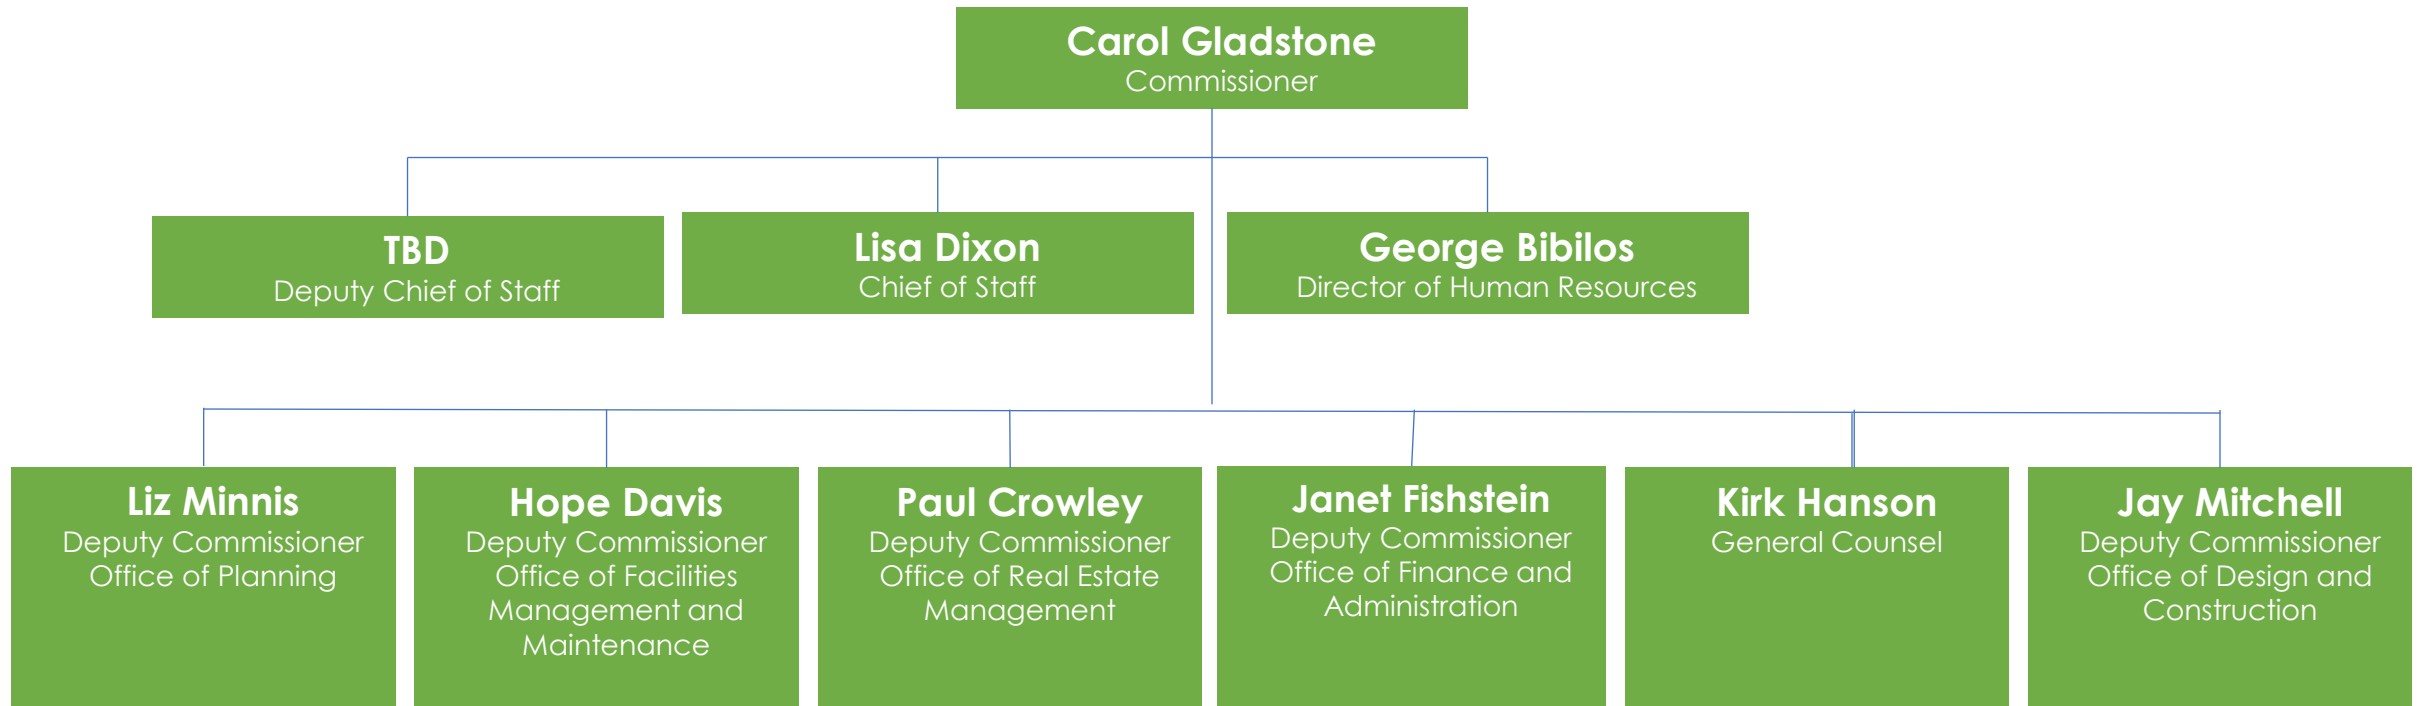 Carol Gladstone
Commissioner
TBD
Deputy Chief of Staff
Lisa Dixon
Chief of Staff
George Bibilos
Director of Human Resources
Liz Minnis
Deputy Commissioner
Office of Planning
Hope Davis
Deputy Commissioner
Office of Facilities
Management and
Maintenance
Paul Crowley
Deputy Commissioner
Office of Real Estate
Management
Janet Fishstein
Deputy Commissioner
Office of Finance and
Administration
Kirk Hanson
General Counsel
Jay Mitchell
Deputy Commissioner
Office of Design and
Construction